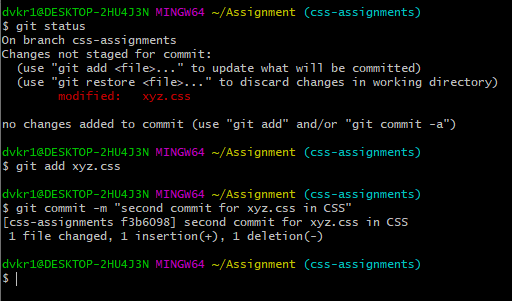 dvkr1@DESKTOP-2HU4J3N MINGW64 ~/Assignment (css-assignments)
$ git status
On branch css-assignments
Changes not staged for commit:
  (use "git add <file>..." to update what will be committed)
  (use "git restore <file>..." to discard changes in working directory)
        modified:   xyz.css

no changes added to commit (use "git add" and/or "git commit -a")

dvkr1@DESKTOP-2HU4J3N MINGW64 ~/Assignment (css-assignments)
$ git add xyz.css

dvkr1@DESKTOP-2HU4J3N MINGW64 ~/Assignment (css-assignments)
$ git commit -m "second commit for xyz.css in CSS"
[css-assignments f3b6098] second commit for xyz.css in CSS
 1 file changed, 1 insertion(+), 1 deletion(-)

dvkr1@DESKTOP-2HU4J3N MINGW64 ~/Assignment (css-assignments)
$